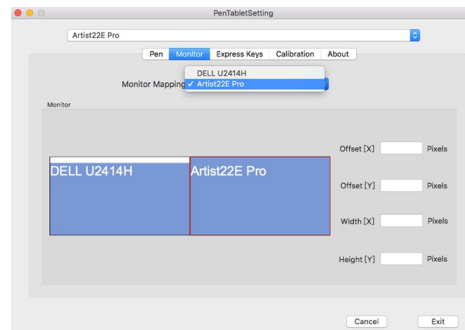 PenTabletSetting
Artist22E Pro
Pen Monitor Express Keys Calibration About
DELL U2414H
Monitor Mapping ✓ Artist22E Pro
Monitor
Offset [X] Pixels
DELL U2414H Artist22E Pro
Offset [Y] Pixels
Width [X] Pixels
Height [Y] Pixels
Cancel Exit